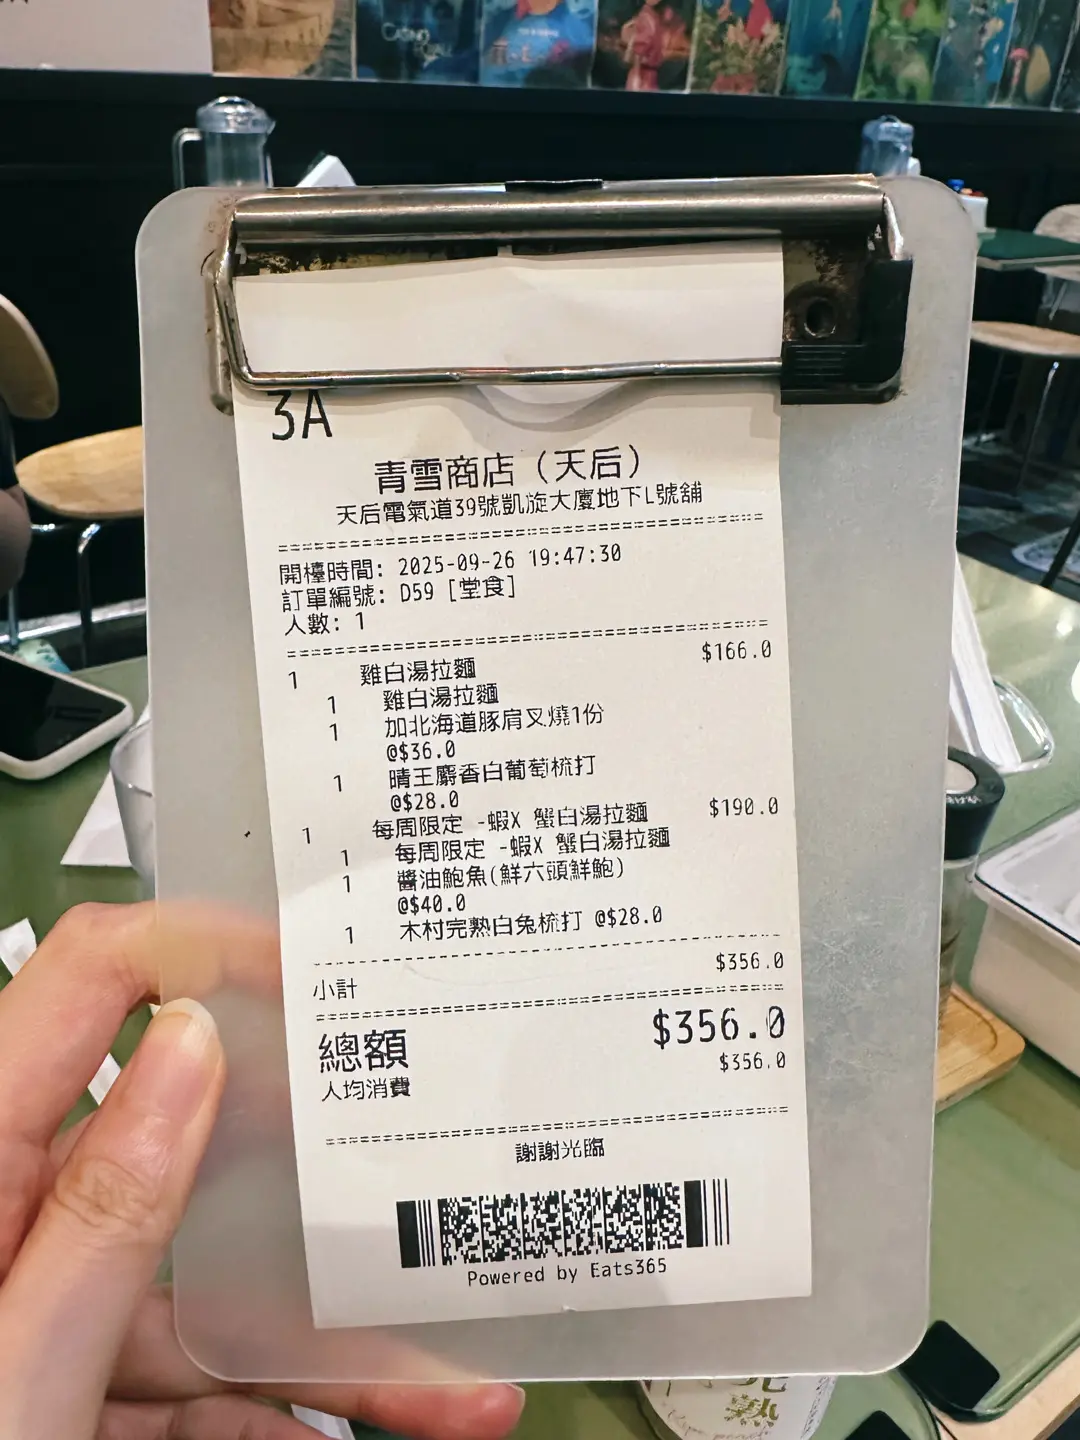 CASINO ROYALE
3A
青雪商店（天后）
天后電氣道39號凱旋大廈地下L號舖
開檯時間: 2025-09-26 19:47:30
訂單編號: D59 [堂食]
人數: 1
1 雞白湯拉麵 $166.0
1 雞白湯拉麵
1 加北海道豚肩叉燒1份
@$36.0
1 晴王麝香白葡萄梳打
@$28.0
1 每周限定 -蝦X 蟹白湯拉麵 $190.0
1 每周限定 -蝦X 蟹白湯拉麵
1 醬油鮑魚(鮮六頭鮮鮑)
@$40.0
1 木村完熟白兔梳打 @$28.0
小計 $356.0
總額 $356.0
人均消費 $356.0
謝謝光臨
Powered by Eats365
完熟